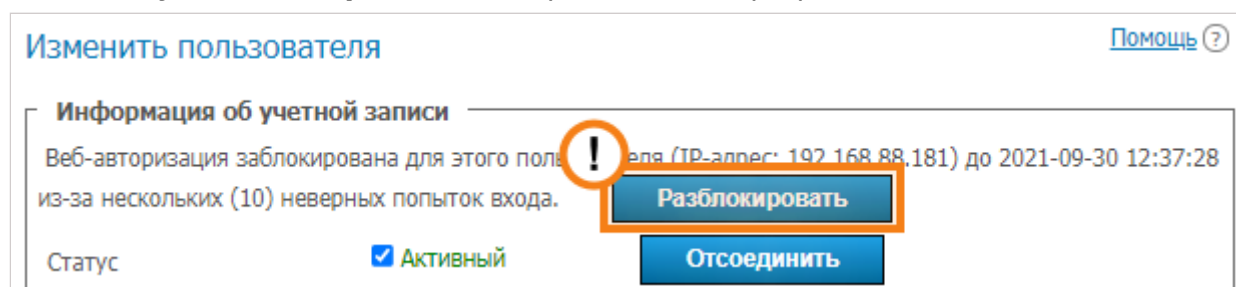 Изменить пользователя
Помощь ?
Информация об учетной записи
Веб-авторизация заблокирована для этого (IP-адрес: 192.168.88.181) до 2021-09-30 12:37:28
!
из-за нескольких (10) неверных попыток входа.
Разблокировать
Статус
Активный
Отсоединить